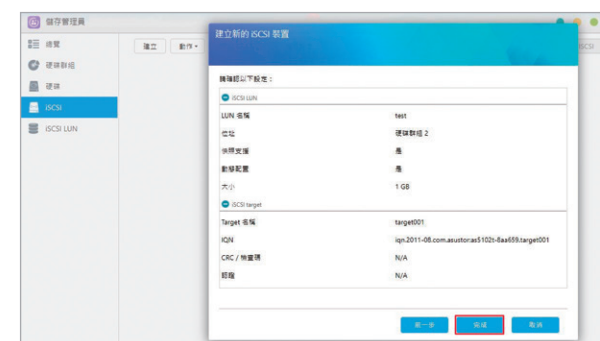 儲存管理員
總覽
硬碟群組
硬碟
iSCSI
iSCSI LUN
建立 動作
iSCSI
建立新的 iSCSI 裝置
請確認以下設定：
iSCSI LUN
LUN 名稱 test
位址 硬碟群組 2
快照支援 是
動態配置 是
大小 1 GB
iSCSI target
Target 名稱 target001
IQN iqn.2011-08.com.asustor:as5102t-8aa659.target001
CRC / 檢查碼 N/A
認證 N/A
前一步 完成 取消